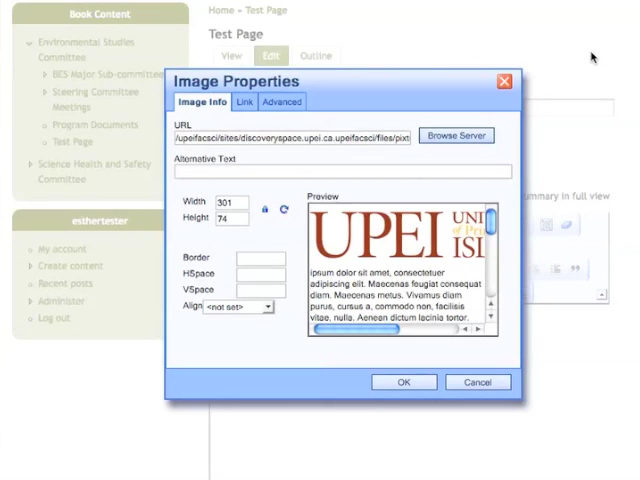 Book Content
Environmental Studies
Committee
BES Major Sub-committee
Steering Committee
Meetings
Program Documents
Test Page
Science Health and Safety
Committee
esthertester
My account
Create content
Recent posts
Administer
Log out
Home » Test Page
Test Page
View Edit Outline
ummary in full view
Image Properties
Image Info Link Advanced
URL
/upeifacsci/sites/discoveryspace.upei.ca.upeifacsci/files/pixt
Browse Server
Alternative Text
Width 301
Height 74
Border
HSpace
VSpace
Align <not set>
Preview
UPEI UNI
of Pr
ISL
ipsum dolor sit amet, consectetuer
adipiscing elit. Maecenas feugiat consequat
diam. Maecenas metus. Vivamus diam
purus, cursus a, commodo non, facilisis
vitae, nulla. Aenean dictum lacinia tortor.
OK Cancel